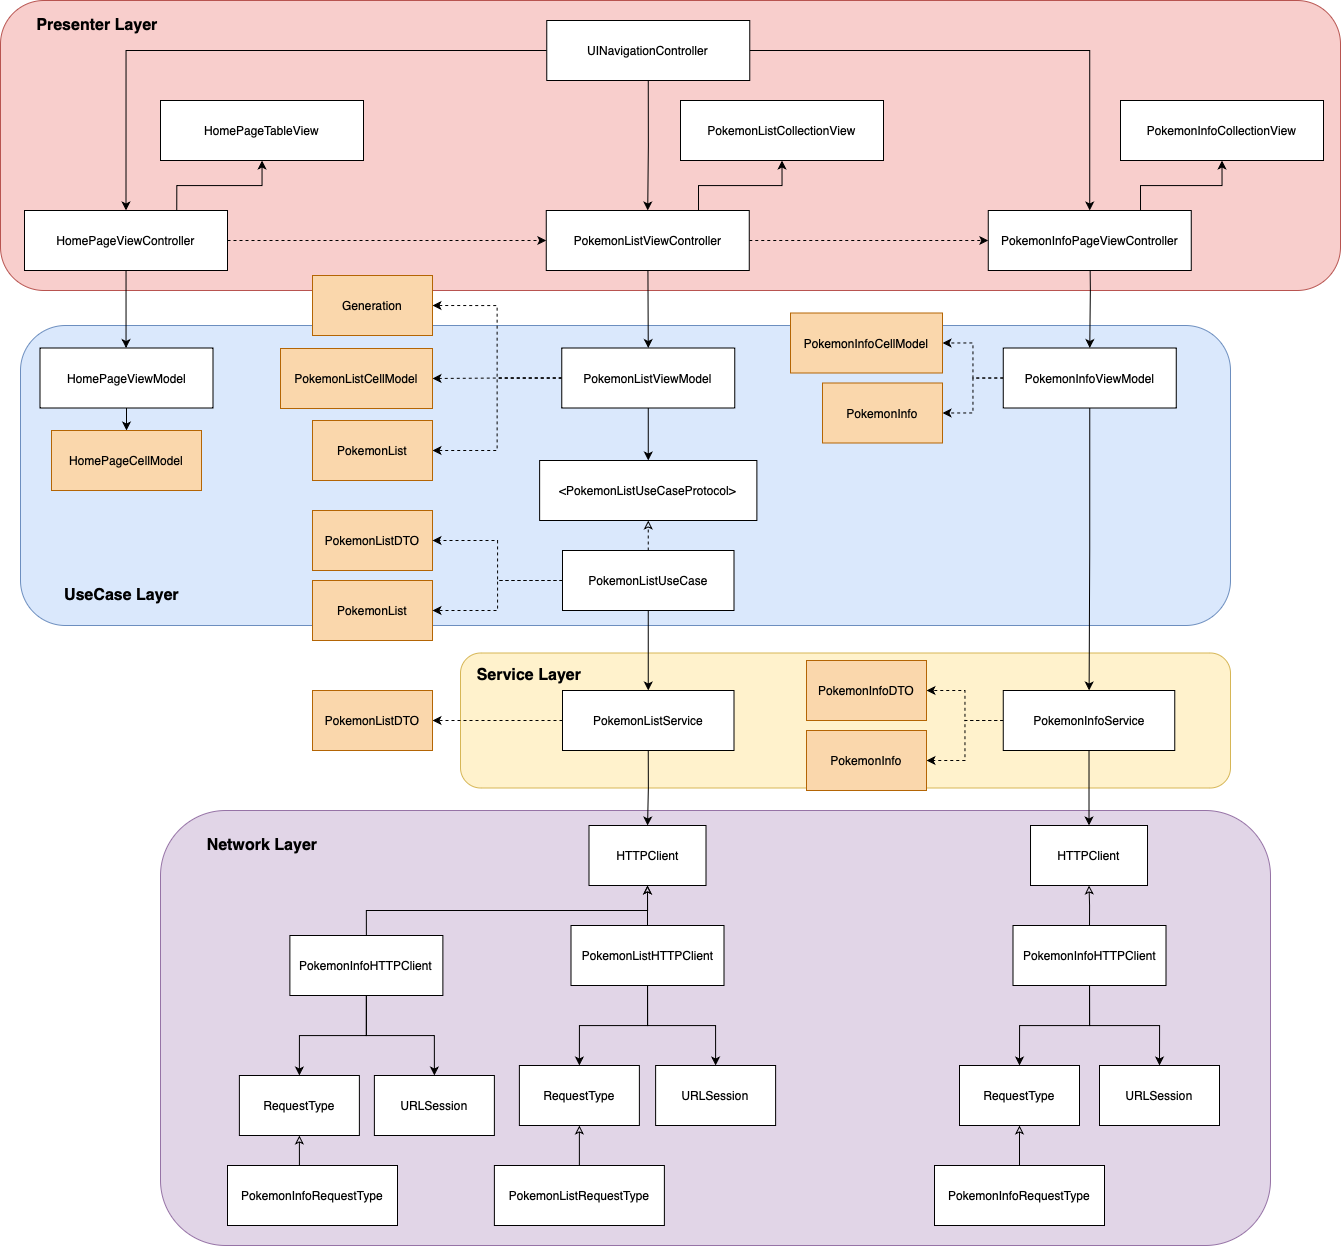 Presenter Layer
UINavigationController
HomePageTableView
PokemonListCollectionView
PokemonInfoCollectionView
HomePageViewController
PokemonListViewController
PokemonInfoPageViewController
Generation
PokemonInfoCellModel
HomePageViewModel
PokemonListCellModel
PokemonListViewModel
PokemonInfoViewModel
PokemonInfo
PokemonList
HomePageCellModel
<PokemonListUseCaseProtocol>
PokemonListDTO
PokemonListUseCase
UseCase Layer
PokemonList
Service Layer
PokemonInfoDTO
PokemonListDTO
PokemonListService
PokemonInfoService
PokemonInfo
Network Layer
HTTPClient
HTTPClient
PokemonInfoHTTPClient
PokemonListHTTPClient
PokemonInfoHTTPClient
RequestType
URLSession
RequestType
URLSession
RequestType
URLSession
PokemonInfoRequestType
PokemonListRequestType
PokemonInfoRequestType